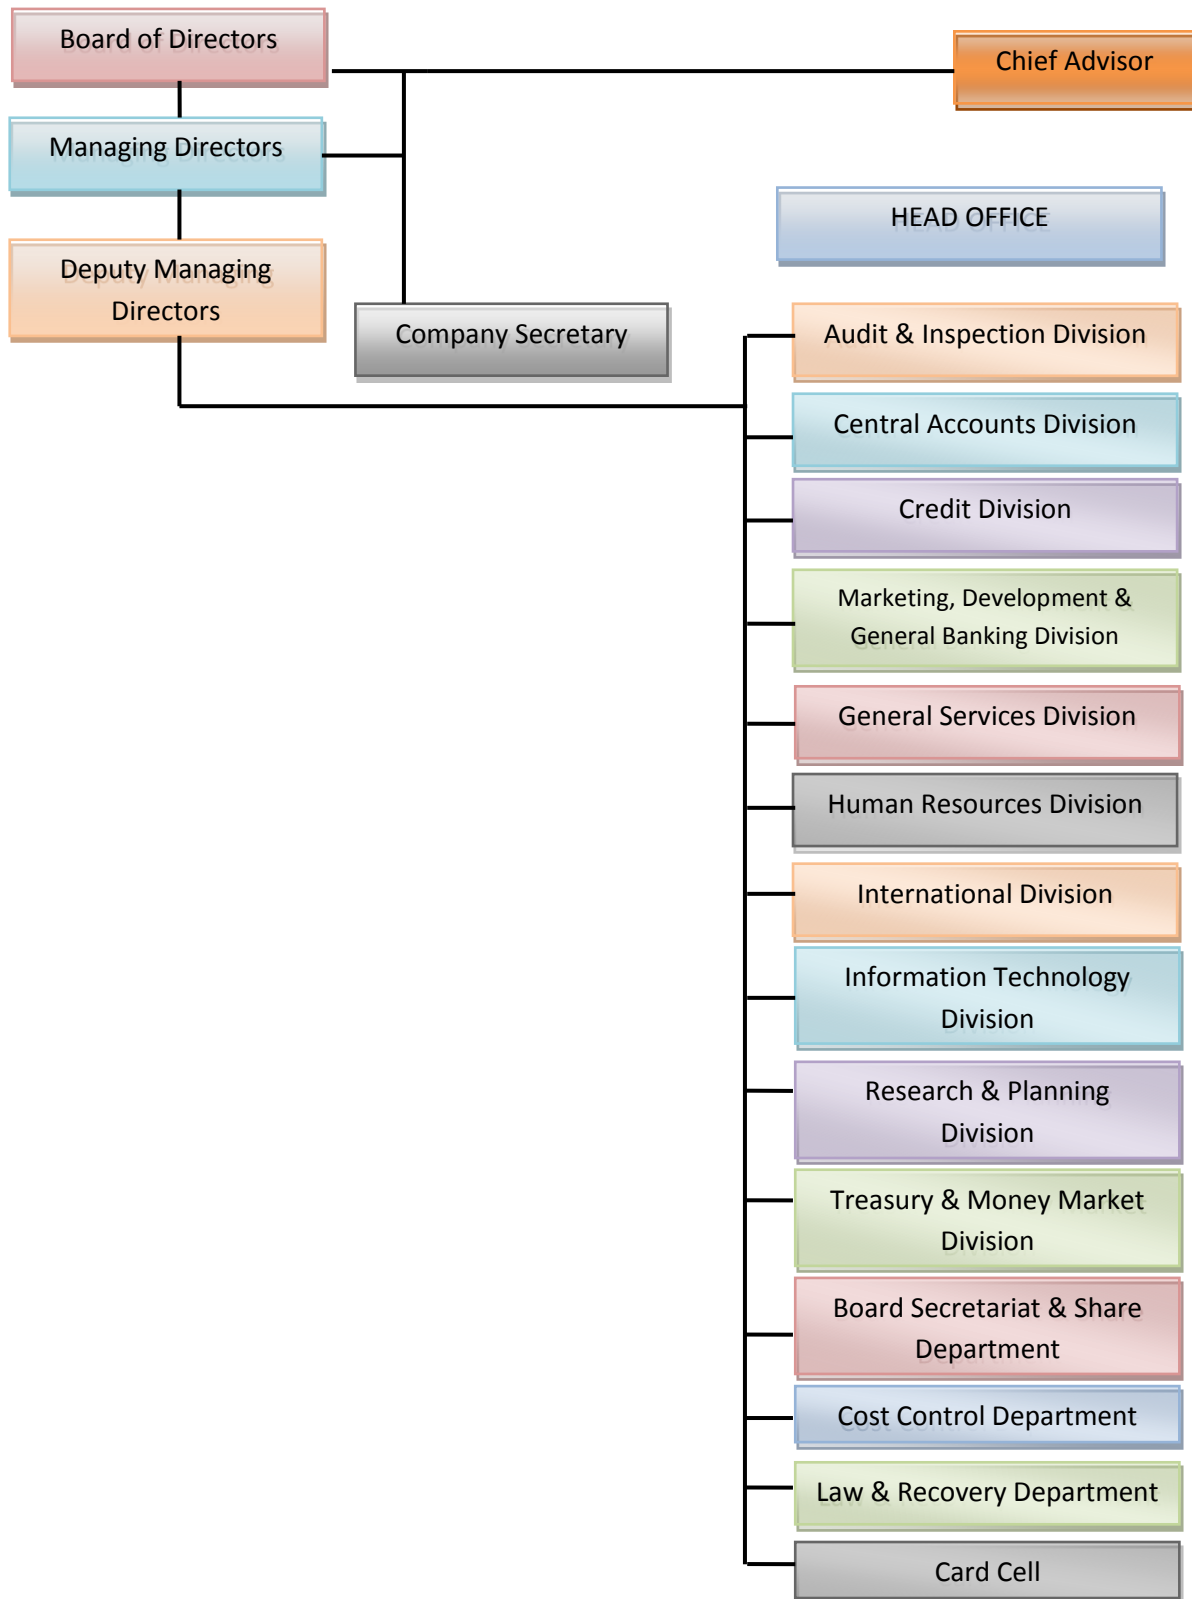 Board of Directors
Chief Advisor
Managing Directors
HEAD OFFICE
Deputy Managing
Directors
Company Secretary
Audit & Inspection Division
Central Accounts Division
Credit Division
Marketing, Development &
General Banking Division
General Services Division
Human Resources Division
International Division
Information Technology
Division
Research & Planning
Division
Treasury & Money Market
Division
Board Secretariat & Share
Department
Cost Control Department
Law & Recovery Department
Card Cell